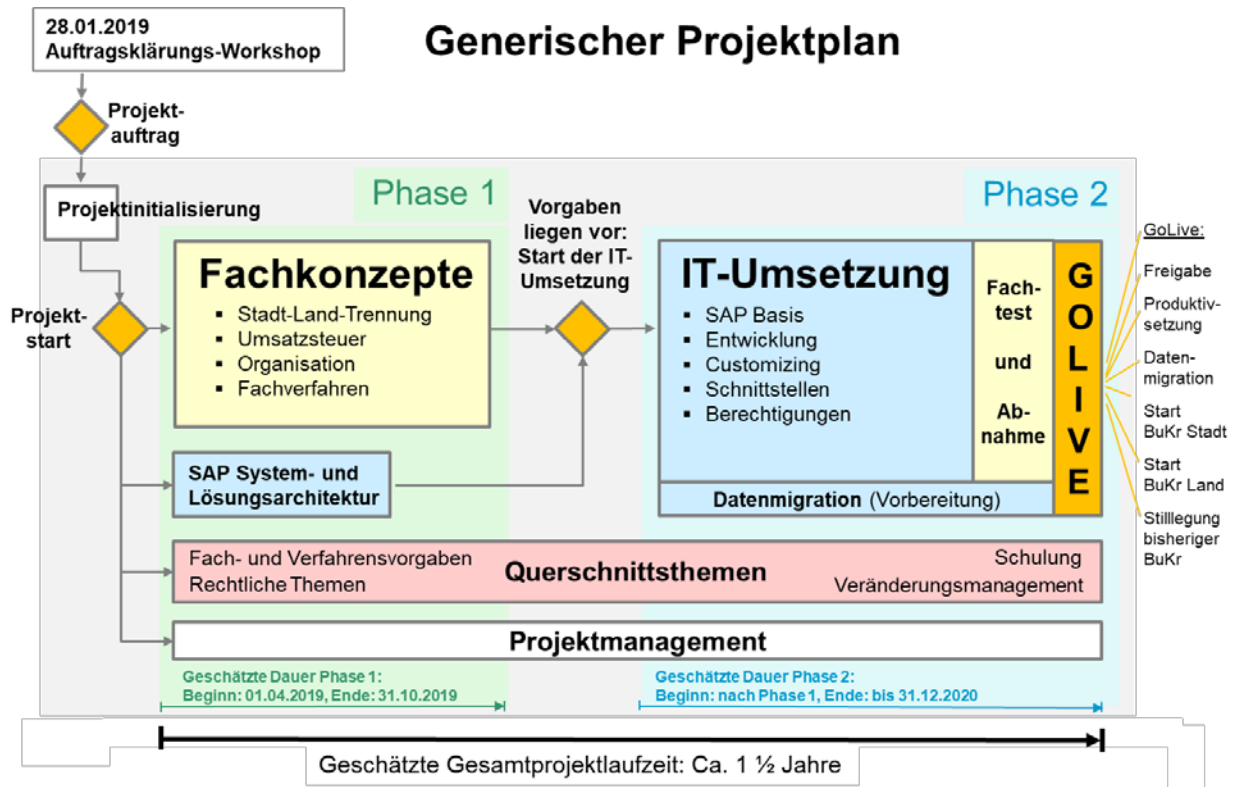 28.01.2019
Auftragsklärungs-Workshop
Generischer Projektplan
Projekt-
auftrag
Projektinitialisierung
Phase 1
Vorgaben
liegen vor:
Start der IT-
Umsetzung
Phase 2
Projekt-
start
Fachkonzepte
▪ Stadt-Land-Trennung
▪ Umsatzsteuer
▪ Organisation
▪ Fachverfahren
IT-Umsetzung
▪ SAP Basis
▪ Entwicklung
▪ Customizing
▪ Schnittstellen
▪ Berechtigungen
Fach-
test
und
Ab-
nahme
G
O
L
I
V
E
GoLive:
Freigabe
Produktiv-
setzung
Daten-
migration
Start
BuKr Stadt
Start
BuKr Land
Stilllegung
bisheriger
BuKr
SAP System- und
Lösungsarchitektur
Datenmigration (Vorbereitung)
Fach- und Verfahrensvorgaben
Rechtliche Themen
Querschnittsthemen
Schulung
Veränderungsmanagement
Projektmanagement
Geschätzte Dauer Phase 1:
Beginn: 01.04.2019, Ende: 31.10.2019
Geschätzte Dauer Phase 2:
Beginn: nach Phase 1, Ende: bis 31.12.2020
Geschätzte Gesamtprojektlaufzeit: Ca. 1 ½ Jahre